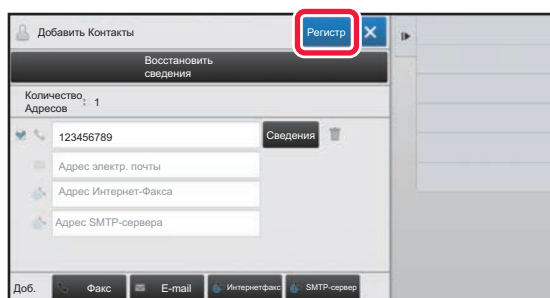 Добавить Контакты
Регистр
Восстановить
сведения
Количество
Адресов : 1
123456789
Сведения
Адрес электр. почты
Адрес Интернет-Факса
Адрес SMTP-сервера
Доб.
Факс
E-mail
Интернетфакс
SMTP-сервер